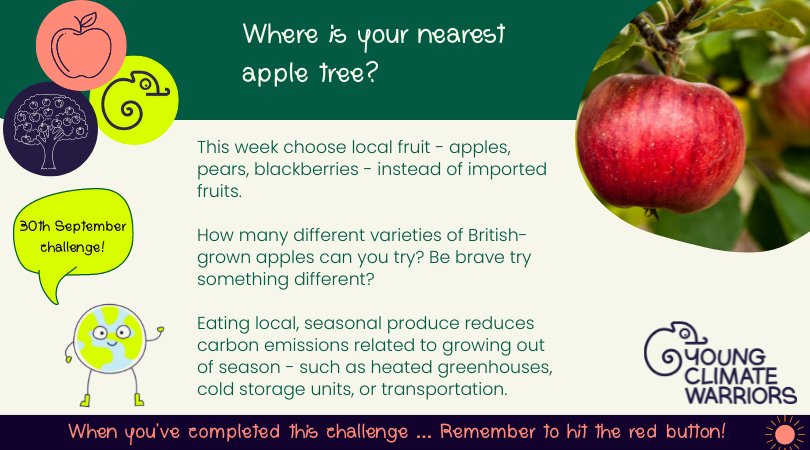 Where is your nearest
apple tree?
This week choose local fruit - apples,
pears, blackberries - instead of imported
fruits.
How many different varieties of British-
grown apples can you try? Be brave try
something different?
Eating local, seasonal produce reduces
carbon emissions related to growing out
of season - such as heated greenhouses,
cold storage units, or transportation.
30th September
challenge!
YOUNG
CLIMATE
WARRIORS
When you've completed this challenge ... Remember to hit the red button!